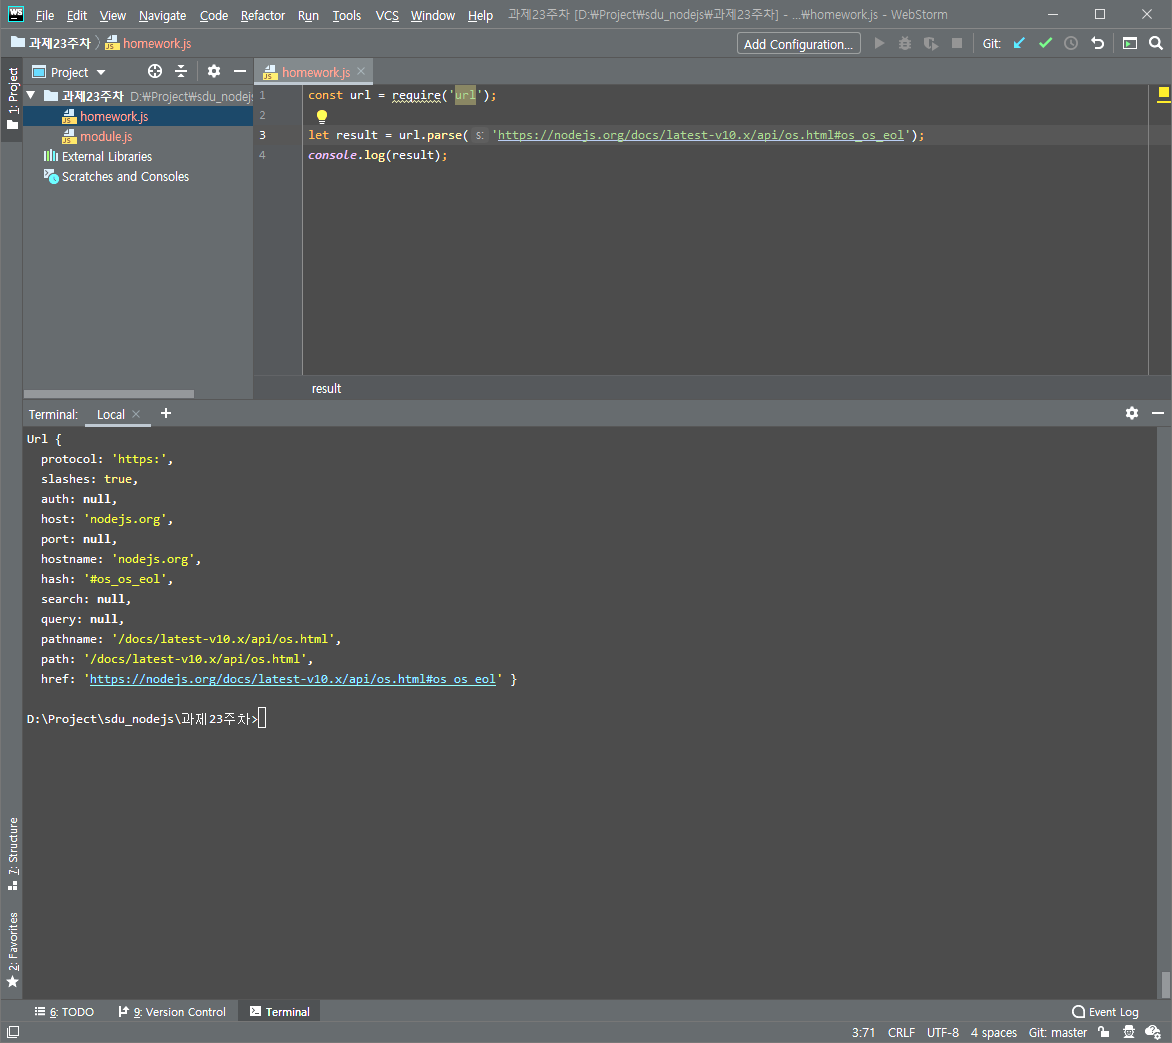 WS File Edit View Navigate Code Refactor Run Tools VCS Window Help 과제23주차 [D:₩Project₩sdu_nodejs₩과제23주차] - ...₩homework.js - WebStorm
과제23주차 homework.js Add Configuration... Git:
1: Project
Project
homework.js
과제23주차 D:₩Project₩sdu_nodejs
homework.js
module.js
External Libraries
Scratches and Consoles
1 const url = require('url');
2
3 let result = url.parse( s: 'https://nodejs.org/docs/latest-v10.x/api/os.html#os_os_eol');
4 console.log(result);
result
Terminal: Local +
Url {
  protocol: 'https:',
  slashes: true,
  auth: null,
  host: 'nodejs.org',
  port: null,
  hostname: 'nodejs.org',
  hash: '#os_os_eol',
  search: null,
  query: null,
  pathname: '/docs/latest-v10.x/api/os.html',
  path: '/docs/latest-v10.x/api/os.html',
  href: 'https://nodejs.org/docs/latest-v10.x/api/os.html#os_os_eol' }
D:\Project\sdu_nodejs\과제23주차>
7: Structure
2: Favorites
6: TODO 9: Version Control Terminal Event Log
3:71 CRLF UTF-8 4 spaces Git: master